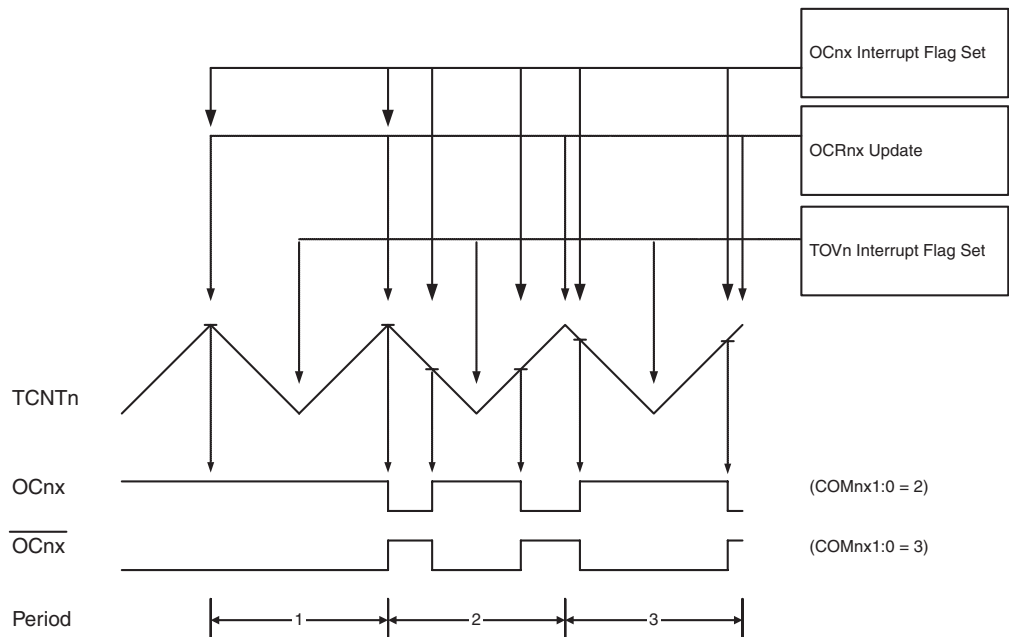 OCnx Interrupt Flag Set
OCRnx Update
TOVn Interrupt Flag Set
TCNTn
OCnx
(COMnx1:0 = 2)
OCnx
(COMnx1:0 = 3)
Period
1
2
3